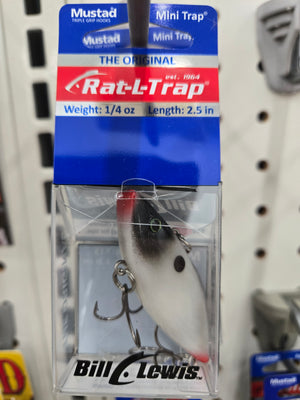 Mustad
TRIPLE GRIP HOOKS
Mini Trap®
Mustad
Mini Trap
THE ORIGINAL
est. 1964
Rat-L-Trap®
Weight: 1/4 oz Length: 2.5 in
Bill Lewis™